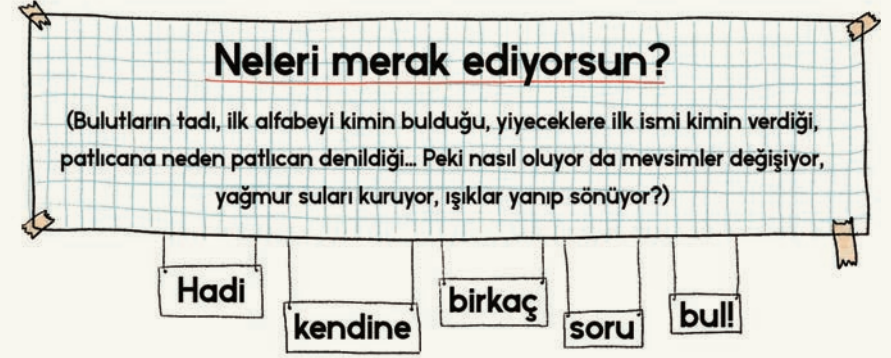 Neleri merak ediyorsun?
(Bulutların tadı, ilk alfabeyi kimin bulduğu, yiyeceklere ilk ismi kimin verdiği,
patlıcana neden patlıcan denildiği... Peki nasıl oluyor da mevsimler değişiyor,
yağmur suları kuruyor, ışıklar yanıp sönüyor?)
Hadi
kendine
birkaç
soru
bul!